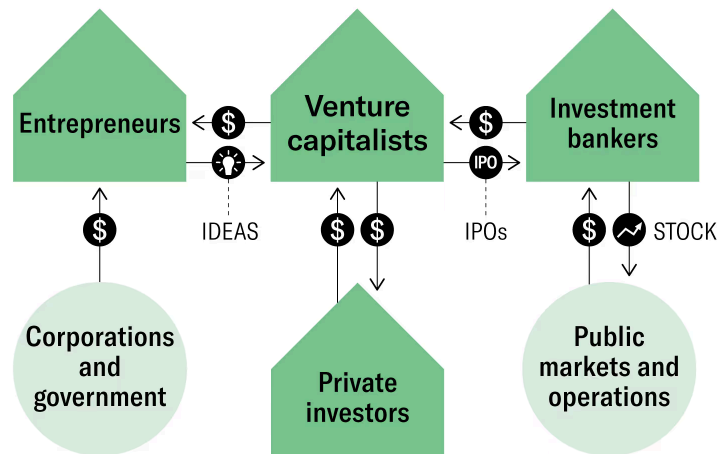 Entrepreneurs
$
Venture
capitalists
$
Investment
bankers
IPO
IDEAS
IPOs
$
$
$
$
STOCK
Corporations
and
government
Private
investors
Public
markets and
operations